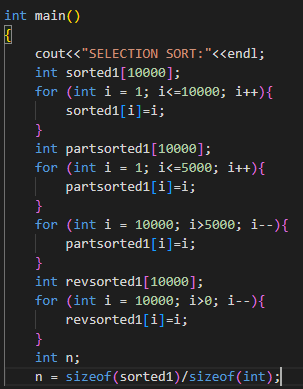 int main()
{
    cout<<"SELECTION SORT:"<<endl;
    int sorted1[10000];
    for (int i = 1; i<=10000; i++){
        sorted1[i]=i;
    }
    int partsorted1[10000];
    for (int i = 1; i<=5000; i++){
        partsorted1[i]=i;
    }
    for (int i = 10000; i>5000; i--){
        partsorted1[i]=i;
    }
    int revsorted1[10000];
    for (int i = 10000; i>0; i--){
        revsorted1[i]=i;
    }
    int n;
    n = sizeof(sorted1)/sizeof(int);